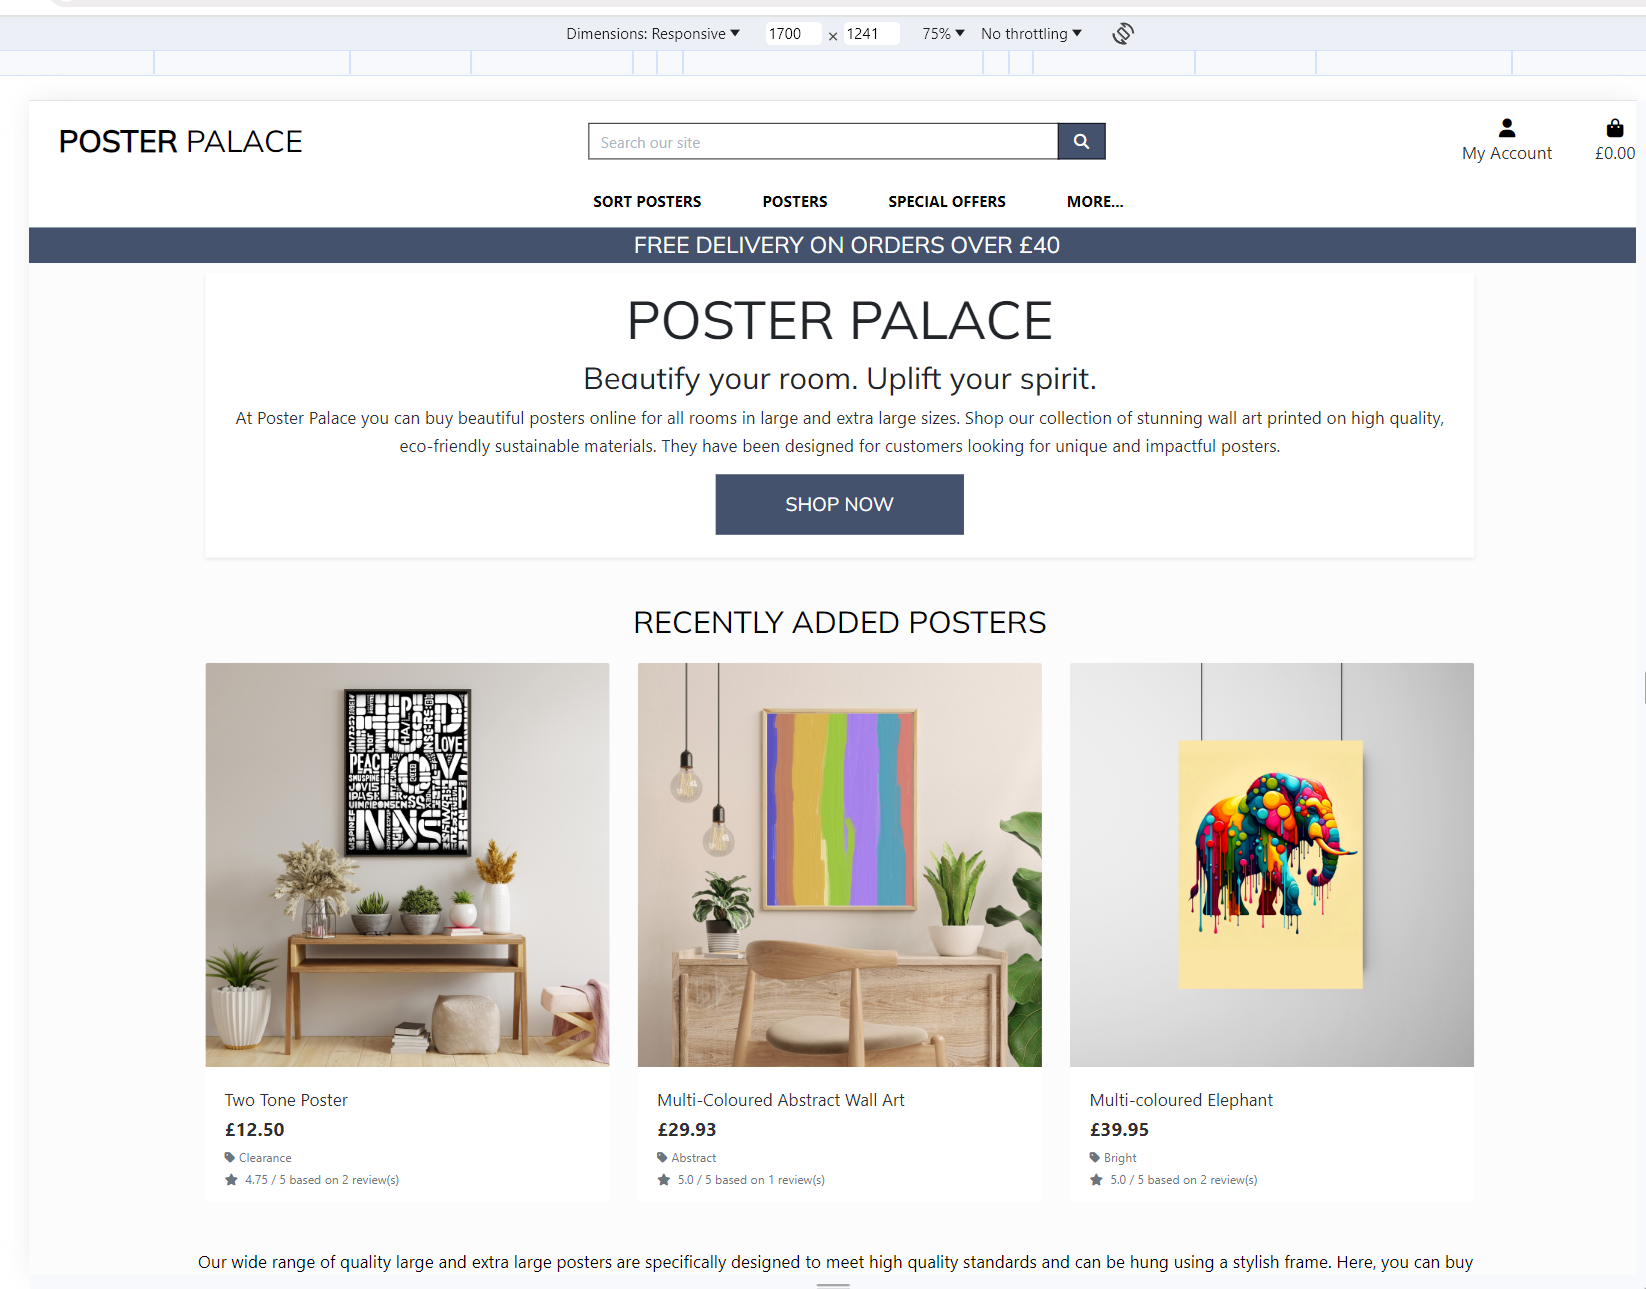 Dimensions: Responsive 1700 × 1241 75% No throttling
POSTER PALACE
Search our site
My Account
£0.00
SORT POSTERS POSTERS SPECIAL OFFERS MORE...
FREE DELIVERY ON ORDERS OVER £40
POSTER PALACE
Beautify your room. Uplift your spirit.
At Poster Palace you can buy beautiful posters online for all rooms in large and extra large sizes. Shop our collection of stunning wall art printed on high quality,
eco-friendly sustainable materials. They have been designed for customers looking for unique and impactful posters.
SHOP NOW
RECENTLY ADDED POSTERS
LOVE
PEAC
Two Tone Poster
£12.50
Clearance
4.75 / 5 based on 2 review(s)
Multi-Coloured Abstract Wall Art
£29.93
Abstract
5.0 / 5 based on 1 review(s)
Multi-coloured Elephant
£39.95
Bright
5.0 / 5 based on 2 review(s)
Our wide range of quality large and extra large posters are specifically designed to meet high quality standards and can be hung using a stylish frame. Here, you can buy